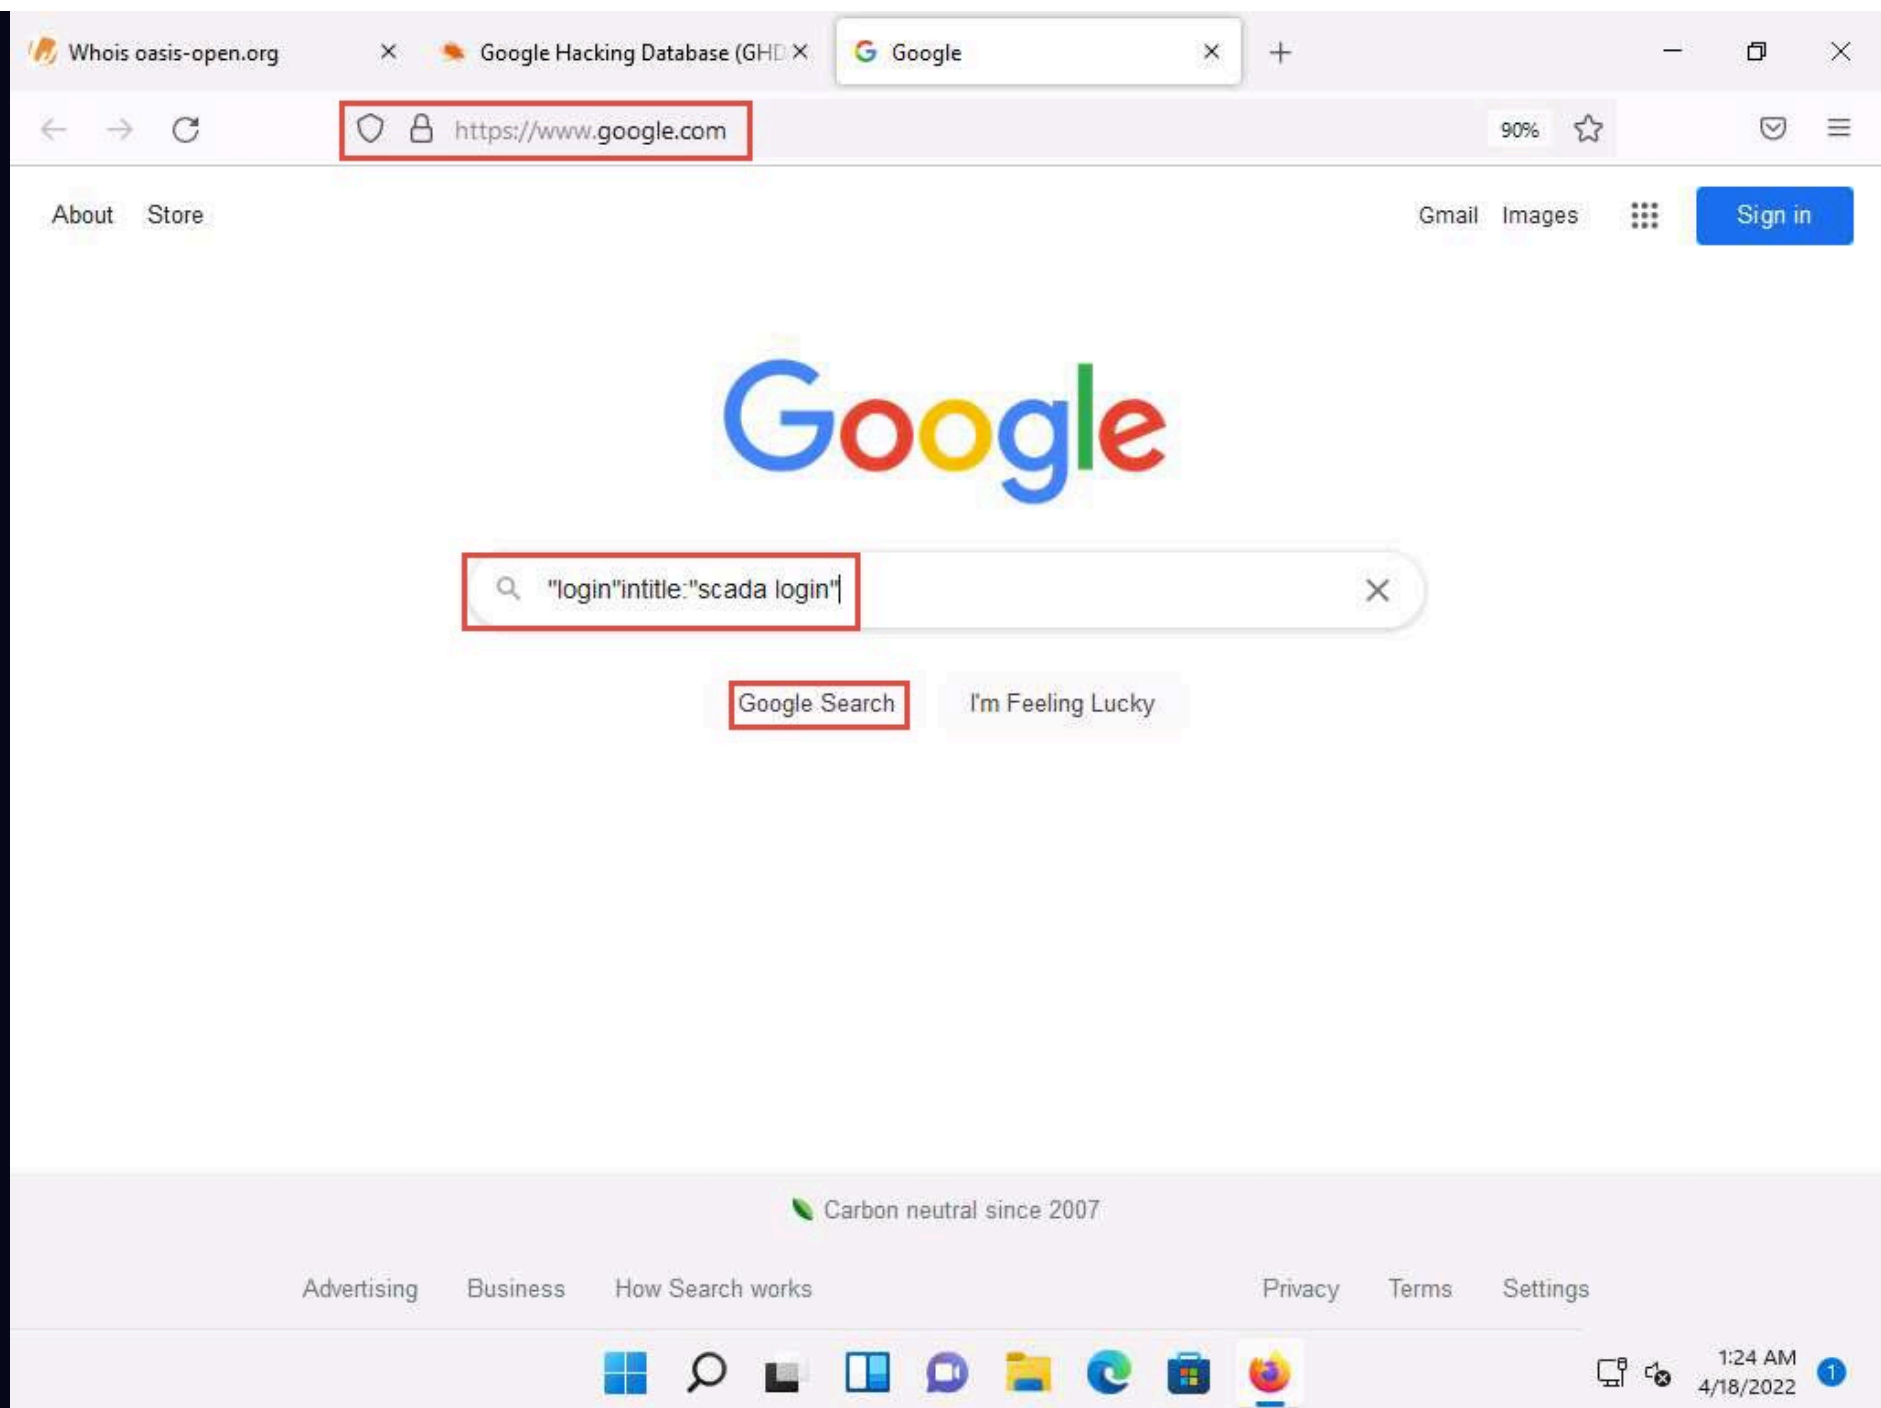 Whois oasis-open.org
Google Hacking Database (GHD
Google
https://www.google.com
90%
About Store
Gmail Images
Sign in
Google
"login"intitle:"scada login"
Google Search
I'm Feeling Lucky
Carbon neutral since 2007
Advertising Business How Search works
Privacy Terms Settings
1:24 AM
4/18/2022
1